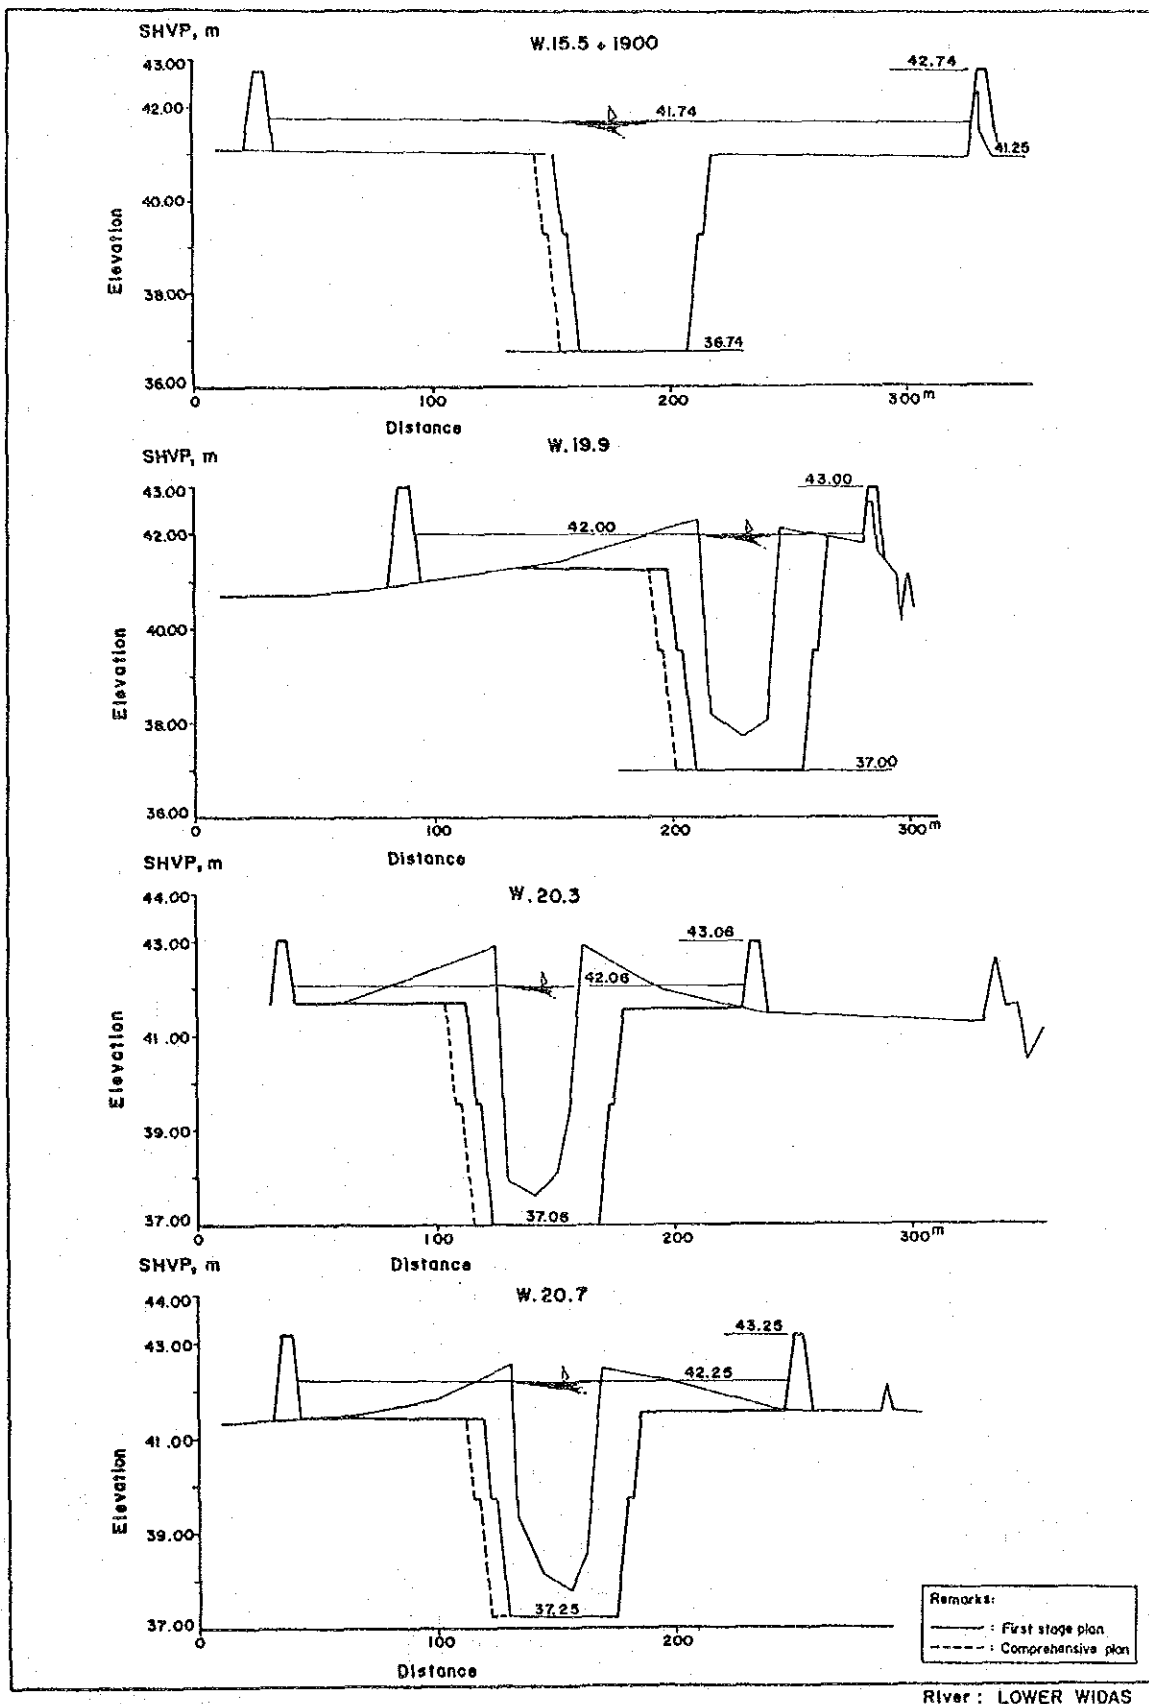 SHVP, m
W.15.5 + 1900
43.00
42.74
42.00
41.74
41.25
40.00
Elevation
38.00
36.74
36.00
0 100 200 300 m
Distance
W.19.9
SHVP, m
43.00
43.00
42.00
42.00
40.00
Elevation
38.00
37.00
36.00
0 100 200 300 m
Distance
SHVP, m
W.20.3
44.00
43.00
43.06
42.06
41.00
Elevation
39.00
37.00
37.06
0 100 200 300 m
Distance
SHVP, m
W.20.7
44.00
43.00
43.25
42.25
41.00
Elevation
39.00
37.25
37.00
0 100 200
Distance
Remarks:
: First stage plan
: Comprehensive plan
River : LOWER WIDAS